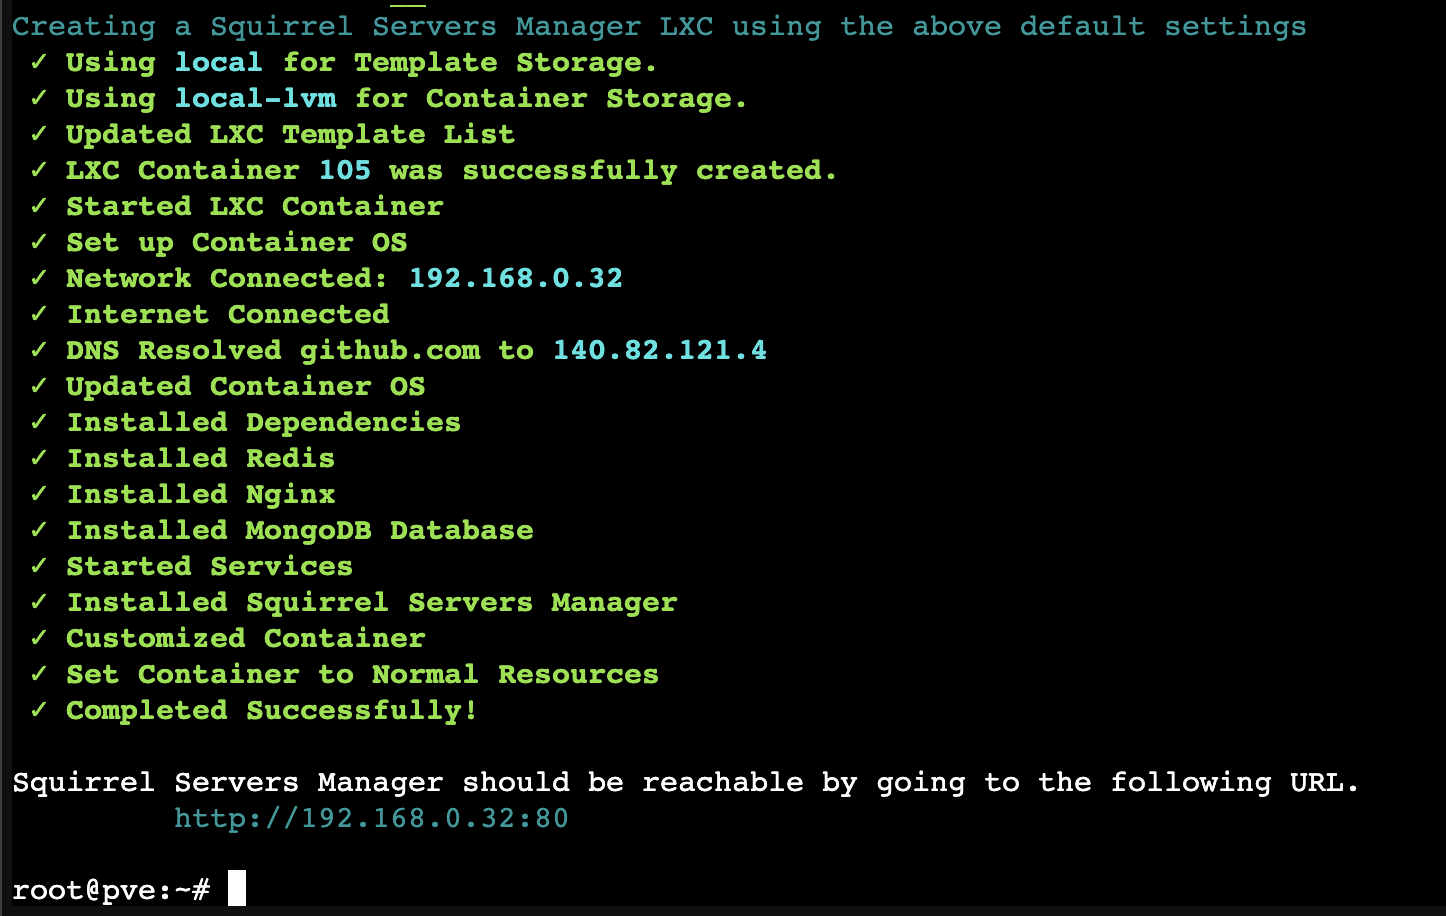 Creating a Squirrel Servers Manager LXC using the above default settings
✓ Using local for Template Storage.
✓ Using local-lvm for Container Storage.
✓ Updated LXC Template List
✓ LXC Container 105 was successfully created.
✓ Started LXC Container
✓ Set up Container OS
✓ Network Connected: 192.168.0.32
✓ Internet Connected
✓ DNS Resolved github.com to 140.82.121.4
✓ Updated Container OS
✓ Installed Dependencies
✓ Installed Redis
✓ Installed Nginx
✓ Installed MongoDB Database
✓ Started Services
✓ Installed Squirrel Servers Manager
✓ Customized Container
✓ Set Container to Normal Resources
✓ Completed Successfully!
Squirrel Servers Manager should be reachable by going to the following URL.
http://192.168.0.32:80
root@pve:~#